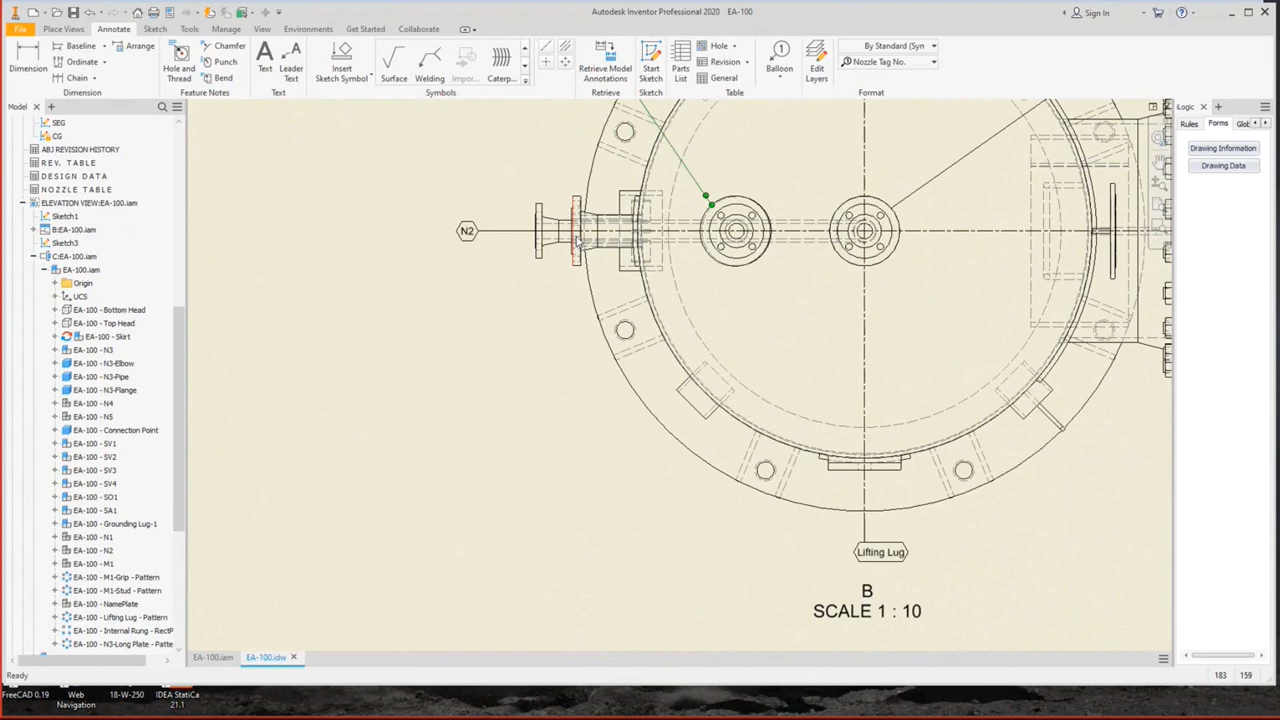 Autodesk Inventor Professional 2020 EA-100
Sign In
File Place Views Annotate Sketch Tools Manage View Environments Get Started Collaborate
Dimension
Baseline
Ordinate
Chain
Arrange
Dimension
Hole and Thread
Chamfer
Punch
Bend
Feature Notes
Text
Leader Text
Text
Insert Sketch Symbol
Surface
Welding
Impor...
Caterp...
Symbols
Retrieve Model Annotations
Retrieve
Start Sketch
Sketch
Parts List
Hole
Revision
General
Table
Balloon
Edit Layers
By Standard (Syn
Nozzle Tag No.
Format
Model
SEG
CG
ABJ REVISION HISTORY
REV. TABLE
DESIGN DATA
NOZZLE TABLE
ELEVATION VIEW:EA-100.iam
Sketch1
B:EA-100.iam
Sketch3
C:EA-100.iam
EA-100.iam
Origin
UCS
EA-100 - Bottom Head
EA-100 - Top Head
EA-100 - Skirt
EA-100 - N3
EA-100 - N3-Elbow
EA-100 - N3-Pipe
EA-100 - N3-Flange
EA-100 - N4
EA-100 - N5
EA-100 - Connection Point
EA-100 - SV1
EA-100 - SV2
EA-100 - SV3
EA-100 - SV4
EA-100 - SO1
EA-100 - SA1
EA-100 - Grounding Lug-1
EA-100 - N1
EA-100 - N2
EA-100 - M1
EA-100 - M1-Grip - Pattern
EA-100 - M1-Stud - Pattern
EA-100 - NamePlate
EA-100 - Lifting Lug - Pattern
EA-100 - Internal Rung - RectP
EA-100 - N3-Long Plate - Patte
N2
Lifting Lug
B
SCALE 1 : 10
iLogic
Rules Forms Glob
Drawing Information
Drawing Data
EA-100.iam EA-100.idw
Ready
183 159
FreeCAD 0.19
Web Navigation
18-W-250
IDEA StatiCa 21.1